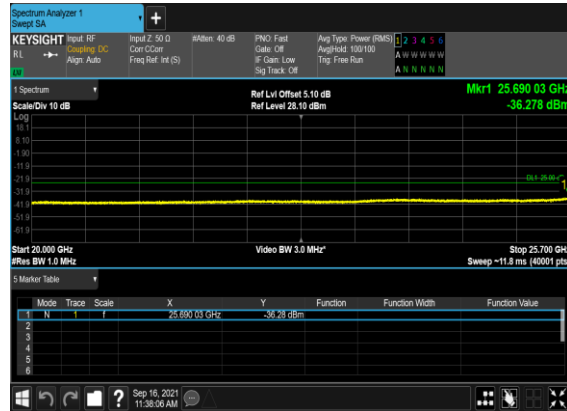 Spectrum Analyzer 1
Swept SA
+
KEYSIGHT Input: RF Input Z: 50 Ω #Atten: 40 dB PNO: Fast Avg Type: Power (RMS) 1 2 3 4 5 6
RL Coupling: DC Corr CCorr Gate: Off Avg|Hold: 100/100 A W W W W W
Align: Auto Freq Ref: Int (S) IF Gain: Low Trig: Free Run
Sig Track: Off A N N N N N
1 Spectrum Ref Lvl Offset 5.10 dB Mkr1 25.690 03 GHz
Scale/Div 10 dB Ref Level 28.10 dBm -36.278 dBm
Log
18.1
8.10
-1.90
-11.9
-21.9 DL1 -25.00
-31.9 1
-41.9
-51.9
-61.9
Start 20.000 GHz Video BW 3.0 MHz* Stop 25.700 GHz
#Res BW 1.0 MHz Sweep ~11.8 ms (40001 pts
5 Marker Table
Mode Trace Scale X Y Function Function Width Function Value
1 N 1 f 25.690 03 GHz -36.28 dBm
2
3
4
5
6
? Sep 16, 2021
11:38:06 AM